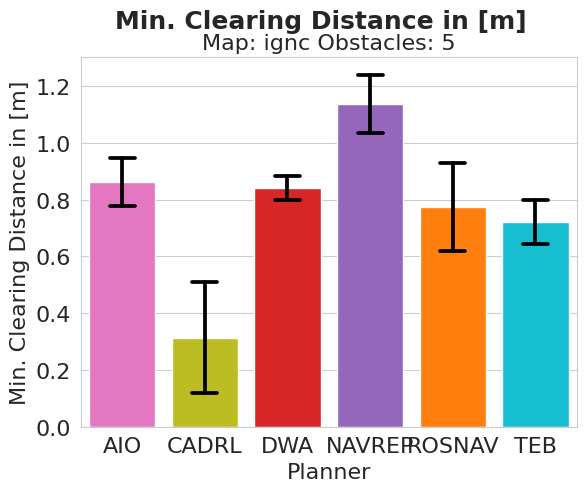 Min. Clearing Distance in [m]
Map: ignc Obstacles: 5
Min. Clearing Distance in [m]
1.2
1.0
0.8
0.6
0.4
0.2
0.0
AIO CADRL DWA NAVREP ROSNAV TEB
Planner